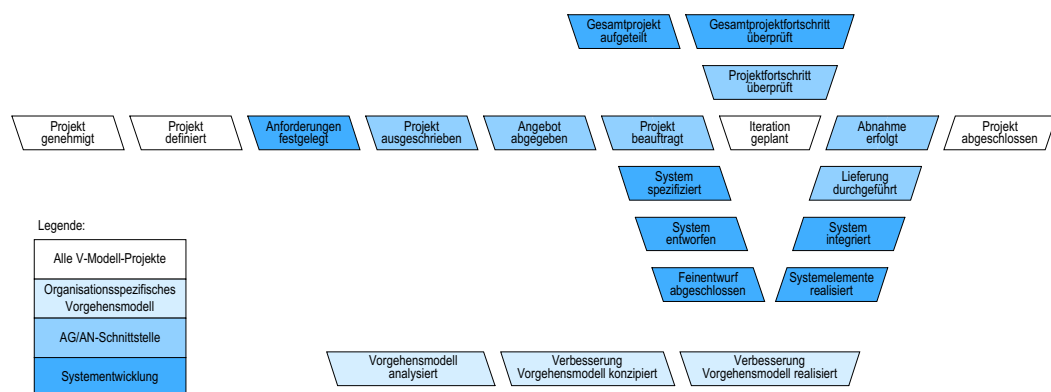 Gesamtprojekt
aufgeteilt
Gesamtprojektfortschritt
überprüft
Projektfortschritt
überprüft
Projekt
genehmigt
Projekt
definiert
Anforderungen
festgelegt
Projekt
ausgeschrieben
Angebot
abgegeben
Projekt
beauftragt
Iteration
geplant
Abnahme
erfolgt
Projekt
abgeschlossen
System
spezifiziert
Lieferung
durchgeführt
System
entworfen
System
integriert
Feinentwurf
abgeschlossen
Systemelemente
realisiert
Legende:
Alle V-Modell-Projekte
Organisationsspezifisches
Vorgehensmodell
AG/AN-Schnittstelle
Systementwicklung
Vorgehensmodell
analysiert
Verbesserung
Vorgehensmodell konzipiert
Verbesserung
Vorgehensmodell realisiert